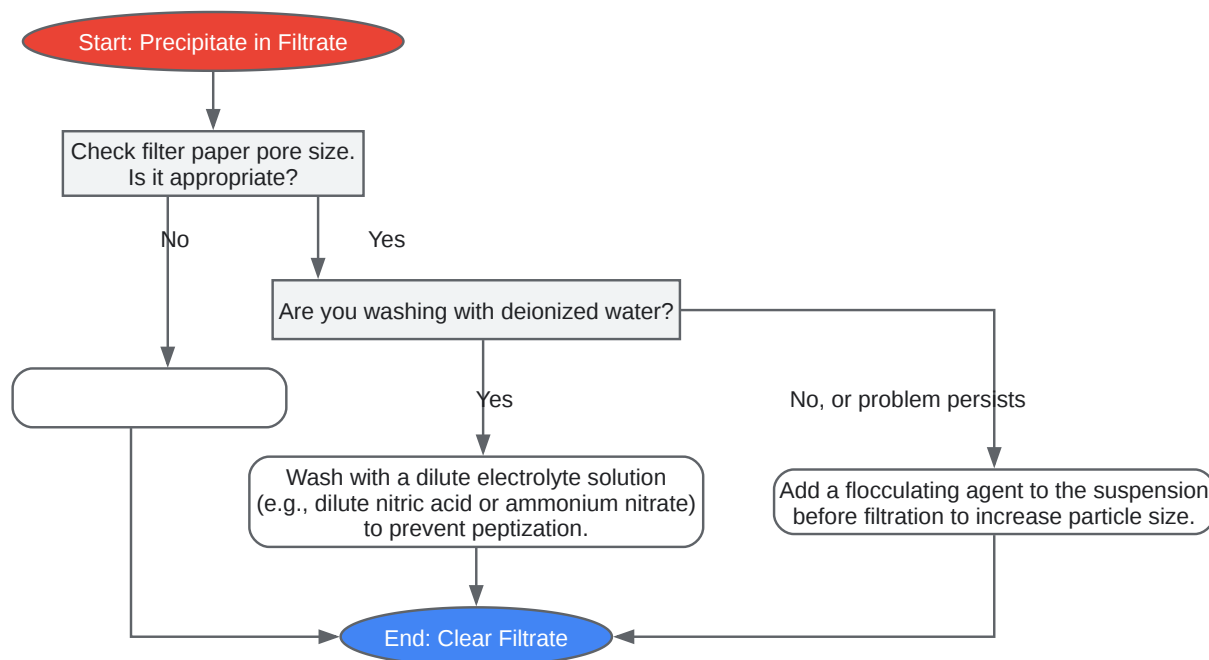 Start: Precipitate in Filtrate
Check filter paper pore size.
Is it appropriate?
No
Yes
Are you washing with deionized water?
Yes
No, or problem persists
Wash with a dilute electrolyte solution
(e.g., dilute nitric acid or ammonium nitrate)
to prevent peptization.
Add a flocculating agent to the suspension
before filtration to increase particle size.
End: Clear Filtrate